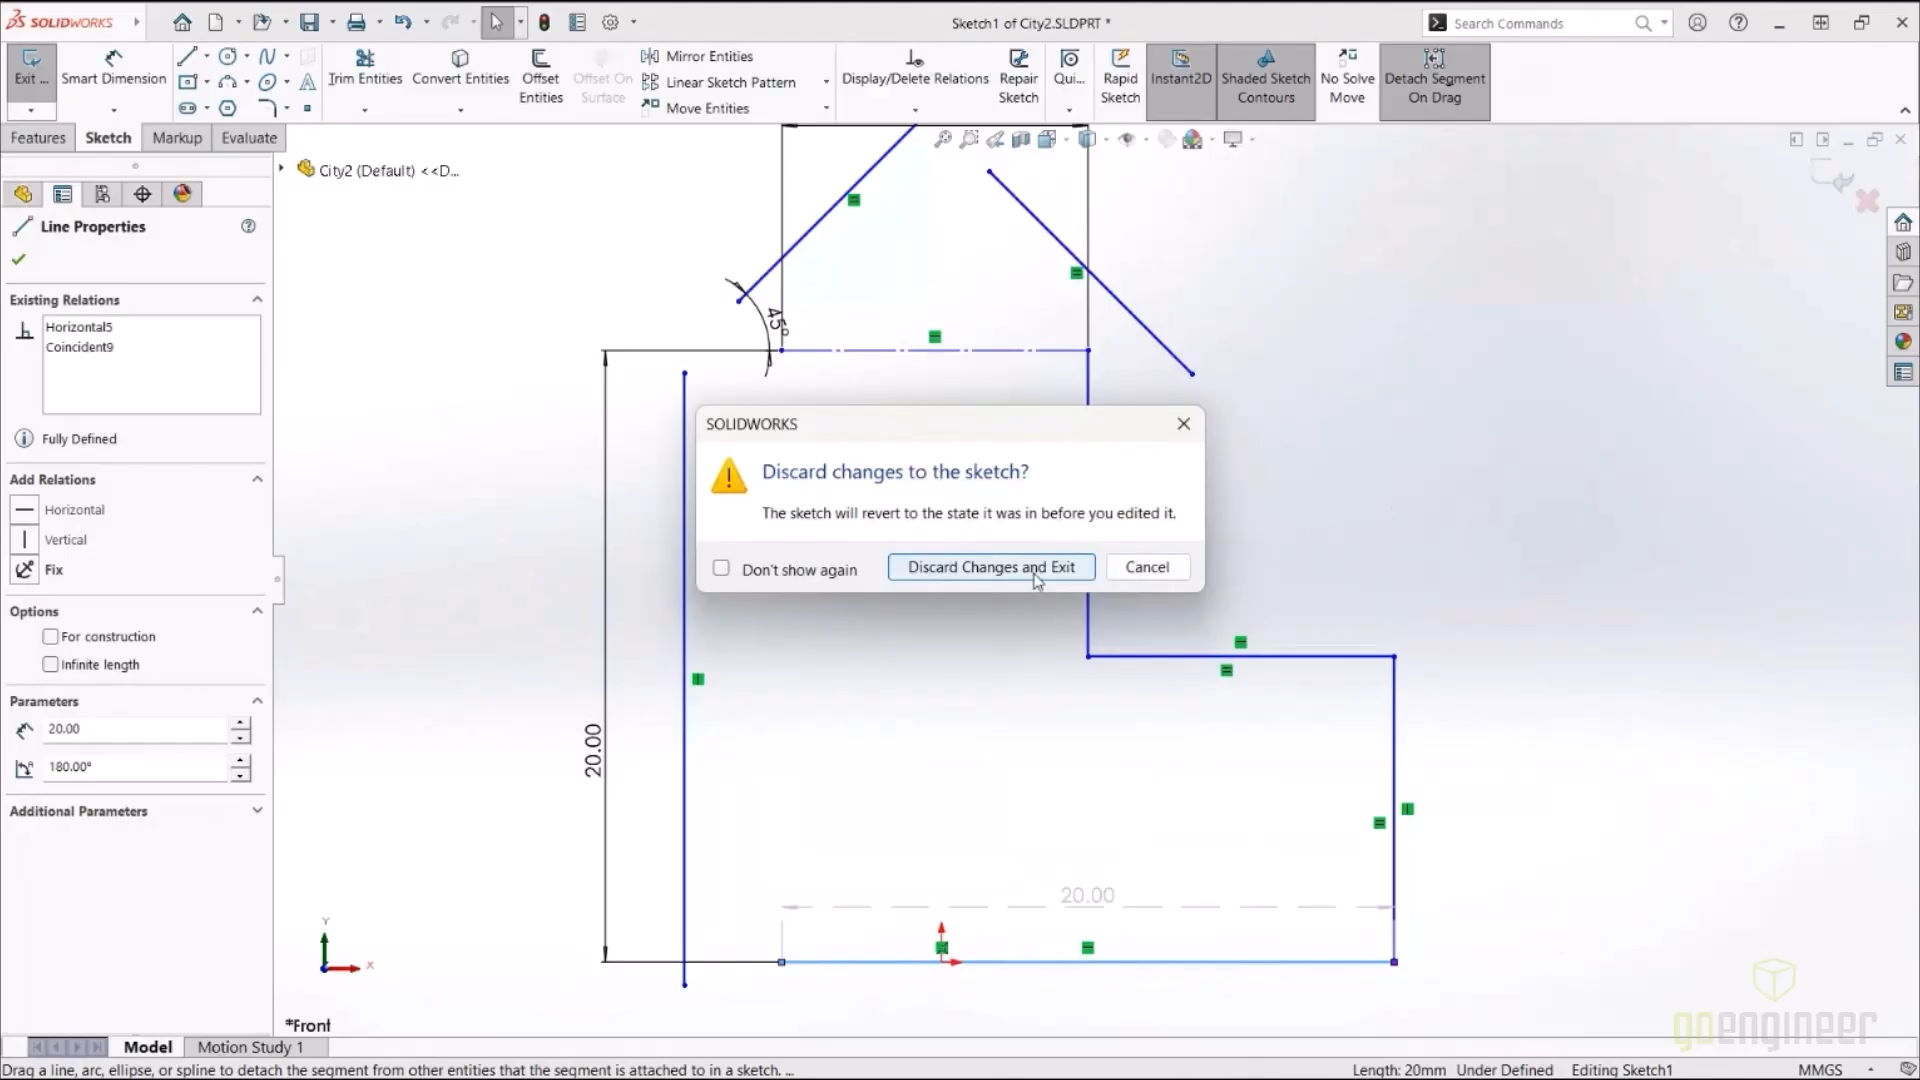 SOLIDWORKS
Sketch1 of City2.SLDPRT *
Search Commands
Exit ...
Smart Dimension
Trim Entities
Convert Entities
Offset Entities
Offset On Surface
Mirror Entities
Linear Sketch Pattern
Move Entities
Display/Delete Relations
Repair Sketch
Qui...
Rapid Sketch
Instant2D
Shaded Sketch Contours
No Solve Move
Detach Segment On Drag
Features
Sketch
Markup
Evaluate
City2 (Default) <<D...
Line Properties
Existing Relations
Horizontal5
Coincident9
Fully Defined
Add Relations
Horizontal
Vertical
Fix
Options
For construction
Infinite length
Parameters
20.00
180.00°
Additional Parameters
45°
20.00
20.00
SOLIDWORKS
Discard changes to the sketch?
The sketch will revert to the state it was in before you edited it.
Don't show again
Discard Changes and Exit
Cancel
Y
X
*Front
goengineer
Model
Motion Study 1
Drag a line, arc, ellipse, or spline to detach the segment from other entities that the segment is attached to in a sketch. ...
Length: 20mm
Under Defined
Editing Sketch1
MMGS